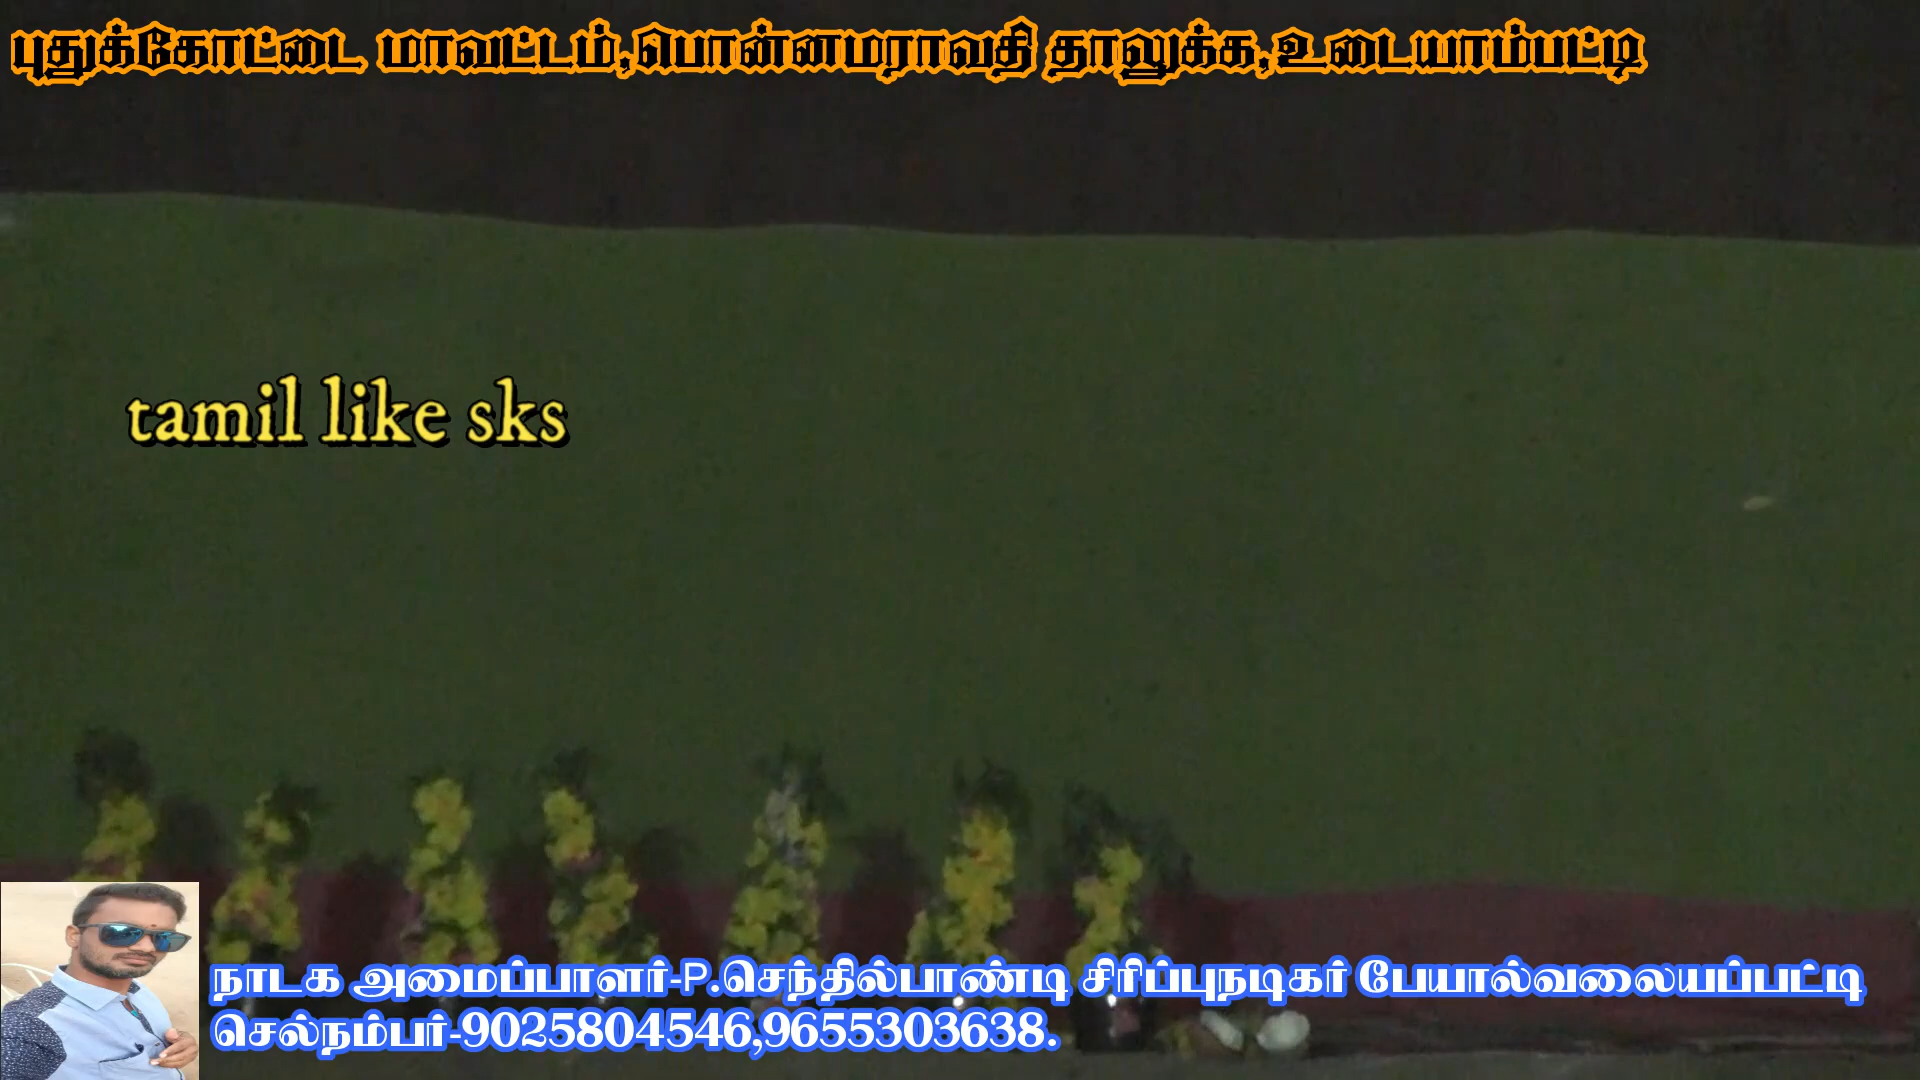 புதுக்கோட்டை மாவட்டம்,பொன்னமராவதி தாலுக்க,உடையாம்பட்டி
tamil like sks
நாடக அமைப்பாளர்-P.செந்தில்பாண்டி சிரிப்புநடிகர் பேயால்வலையப்பட்டி
செல்நம்பர்-9025804546,9655303638.